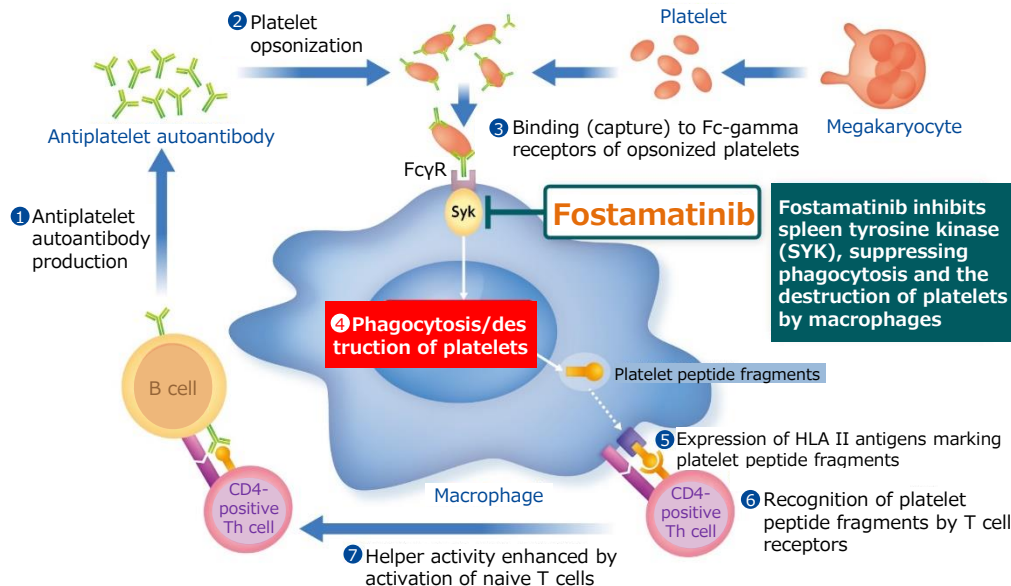 ❷ Platelet
opsonization
Platelet
Antiplatelet autoantibody
Megakaryocyte
❸ Binding (capture) to Fc-gamma
receptors of opsonized platelets
FcγR
Syk
Fostamatinib
Fostamatinib inhibits
spleen tyrosine kinase
(SYK), suppressing
phagocytosis and the
destruction of platelets
by macrophages
❶ Antiplatelet
autoantibody
production
❹ Phagocytosis/des
truction of platelets
Platelet peptide fragments
B cell
❺ Expression of HLA II antigens marking
platelet peptide fragments
CD4-
positive
Th cell
Macrophage
CD4-
positive
Th cell
❻ Recognition of platelet
peptide fragments by T cell
receptors
❼ Helper activity enhanced by
activation of naive T cells